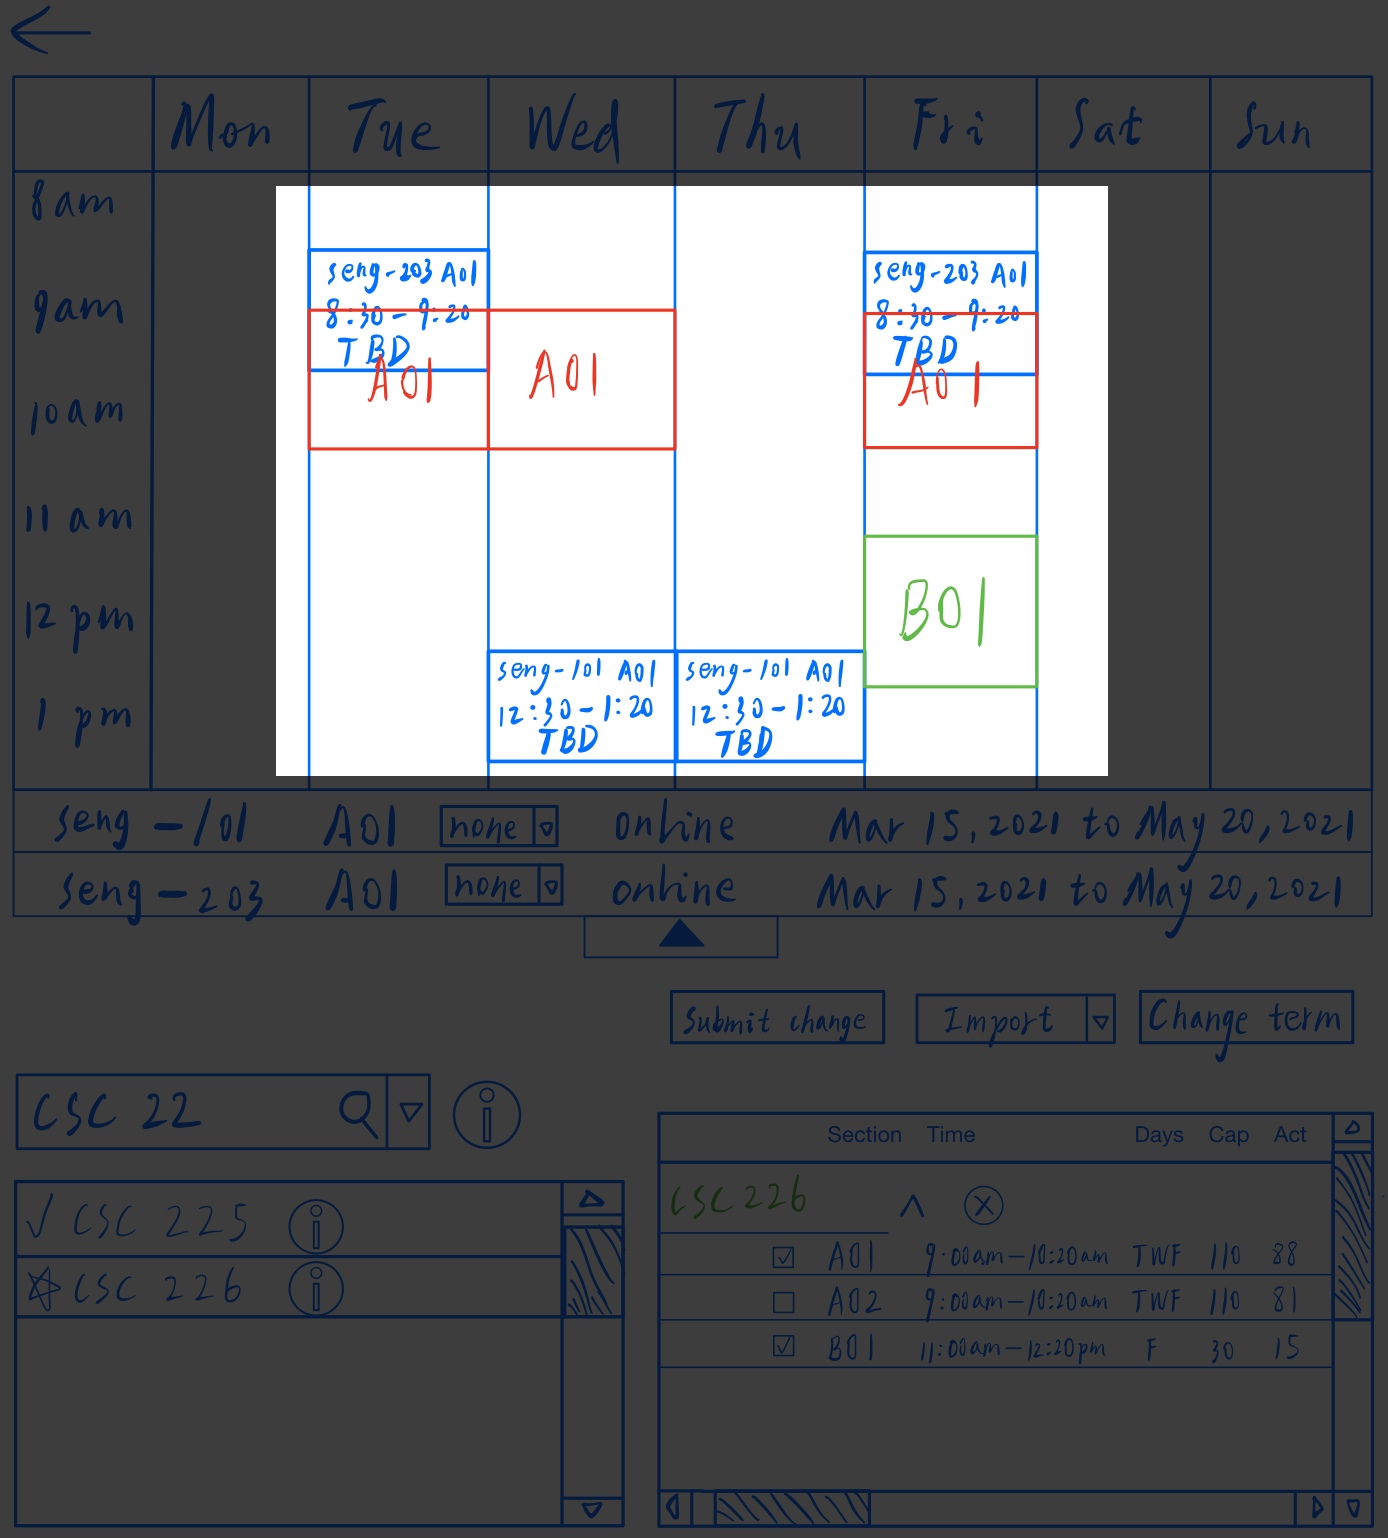 Mon Tue Wed Thu Fri Sat Sun
8am
seng-203 A01
8:30-9:20
TBD
seng-203 A01
8:30-9:20
TBD
9am
A01
A01
A01
10am
11 am
B01
12 pm
seng-101 A01
12:30-1:20
TBD
seng-101 A01
12:30-1:20
TBD
1 pm
seng-101 A01 none online Mar 15, 2021 to May 20, 2021
seng-203 A01 none online Mar 15, 2021 to May 20, 2021
Submit change Import Change term
CSC 22
CSC 225
CSC 226
Section Time Days Cap Act
CSC 226
A01 9:00am-10:20am TWF 110 88
A02 9:00am-10:20am TWF 110 81
B01 11:00am-12:20pm F 30 15